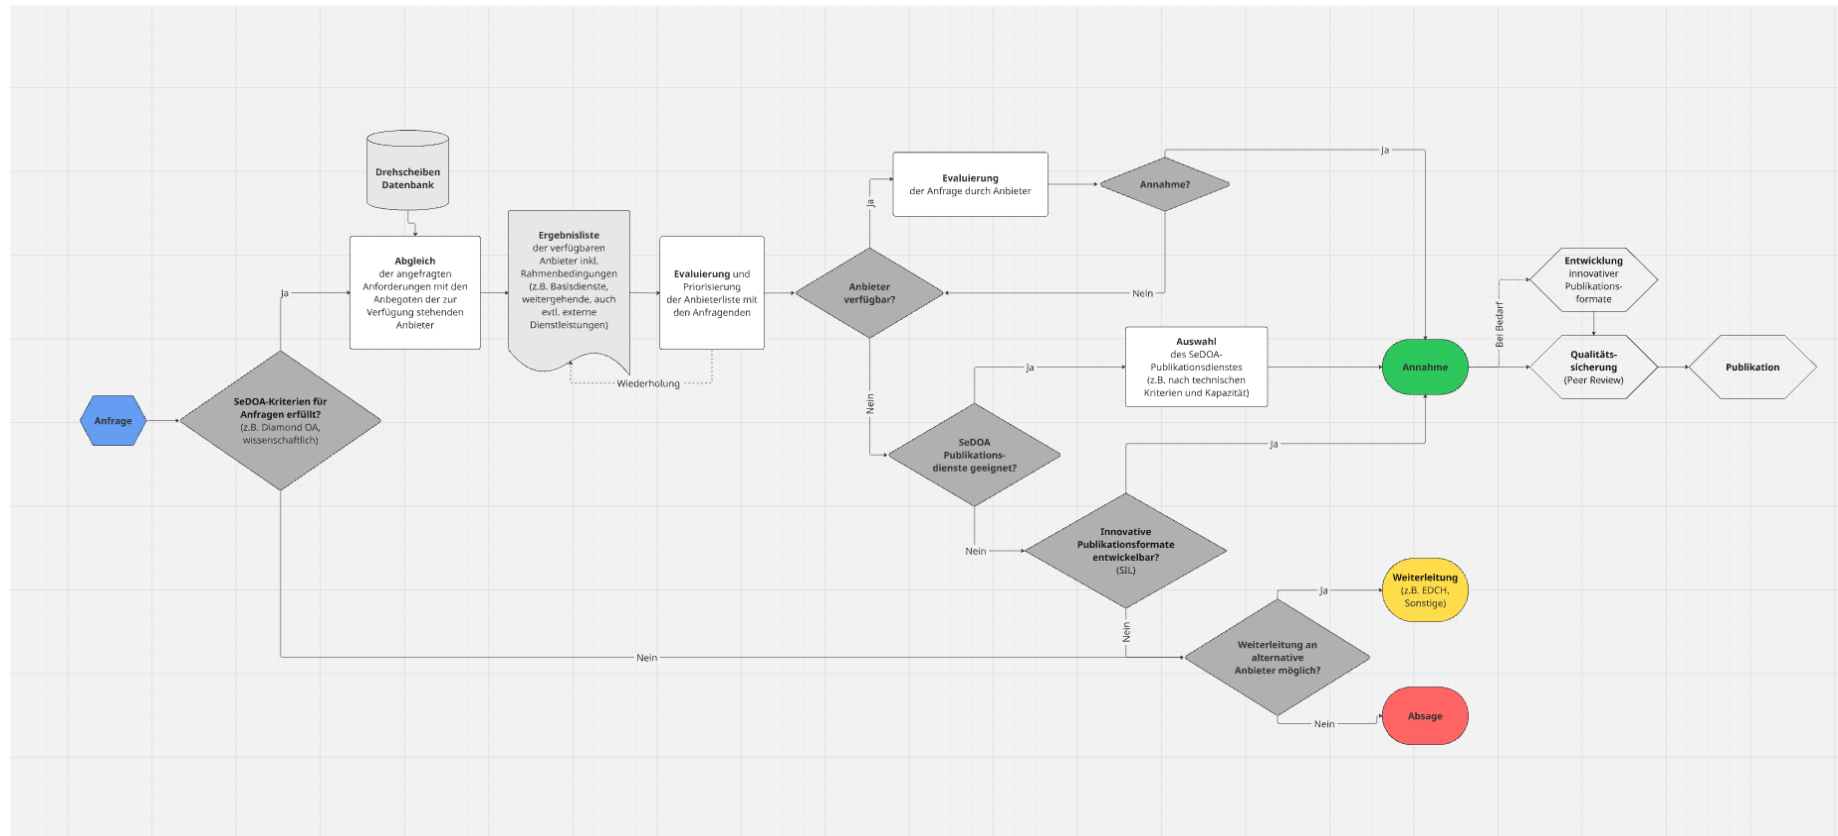 Anfrage
SeDOA-Kriterien für
Anfragen erfüllt?
(z.B. Diamond OA,
wissenschaftlich)
Ja
Nein
Drehscheiben
Datenbank
Abgleich
der angefragten
Anforderungen mit den
Anbegoten der zur
Verfügung stehenden
Anbieter
Ergebnisliste
der verfügbaren
Anbieter inkl.
Rahmenbedingungen
(z.B. Basisdienste,
weitergehende, auch
evtl. externe
Dienstleistungen)
Evaluierung und
Priorisierung
der Anbieterliste mit
den Anfragenden
Wiederholung
Anbieter
verfügbar?
Ja
Nein
Evaluierung
der Anfrage durch Anbieter
Annahme?
Ja
Nein
SeDOA
Publikations-
dienste geeignet?
Ja
Nein
Auswahl
des SeDOA-
Publikationsdienstes
(z.B. nach technischen
Kriterien und Kapazität)
Innovative
Publikationsformate
entwickelbar?
(SIL)
Ja
Nein
Weiterleitung an
alternative
Anbieter möglich?
Ja
Nein
Weiterleitung
(z.B. EDCH,
Sonstige)
Absage
Annahme
Bei Bedarf
Entwicklung
innovativer
Publikations-
formate
Qualitäts-
sicherung
(Peer Review)
Publikation